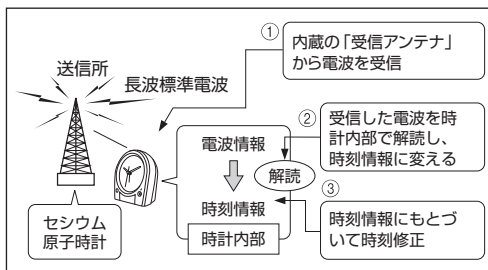 ①
内蔵の「受信アンテナ」
から電波を受信
送信所
長波標準電波
②
受信した電波を時
計内部で解読し、
時刻情報に変える
電波情報
解読
時刻情報
時計内部
③
時刻情報にもとづ
いて時刻修正
セシウム
原子時計